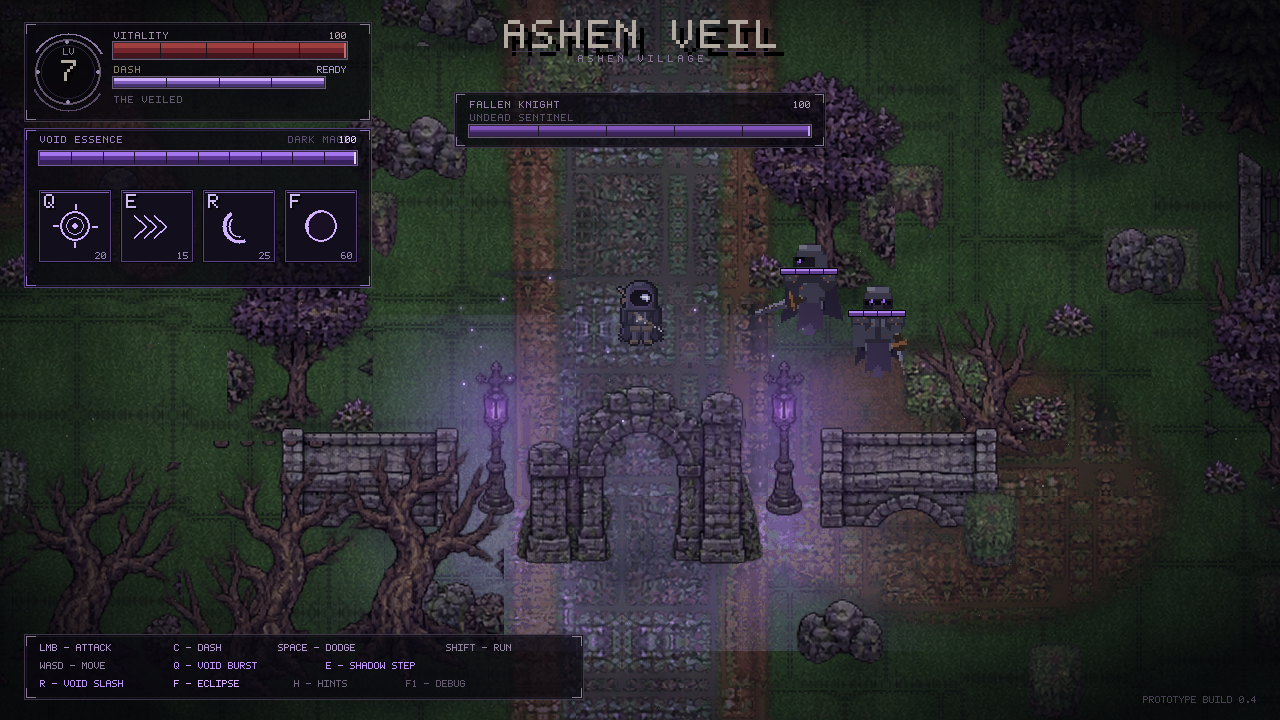 ASHEN VEIL
ASHEN VILLAGE
LV
7
VITALITY 100
DASH READY
THE VEILED
FALLEN KNIGHT 100
UNDEAD SENTINEL
VOID ESSENCE DARK MA 100
Q E R F
20 15 25 60
LMB – ATTACK C – DASH SPACE – DODGE SHIFT – RUN
WASD – MOVE Q – VOID BURST E – SHADOW STEP
R – VOID SLASH F – ECLIPSE H – HINTS F1 – DEBUG
PROTOTYPE BUILD 0.4